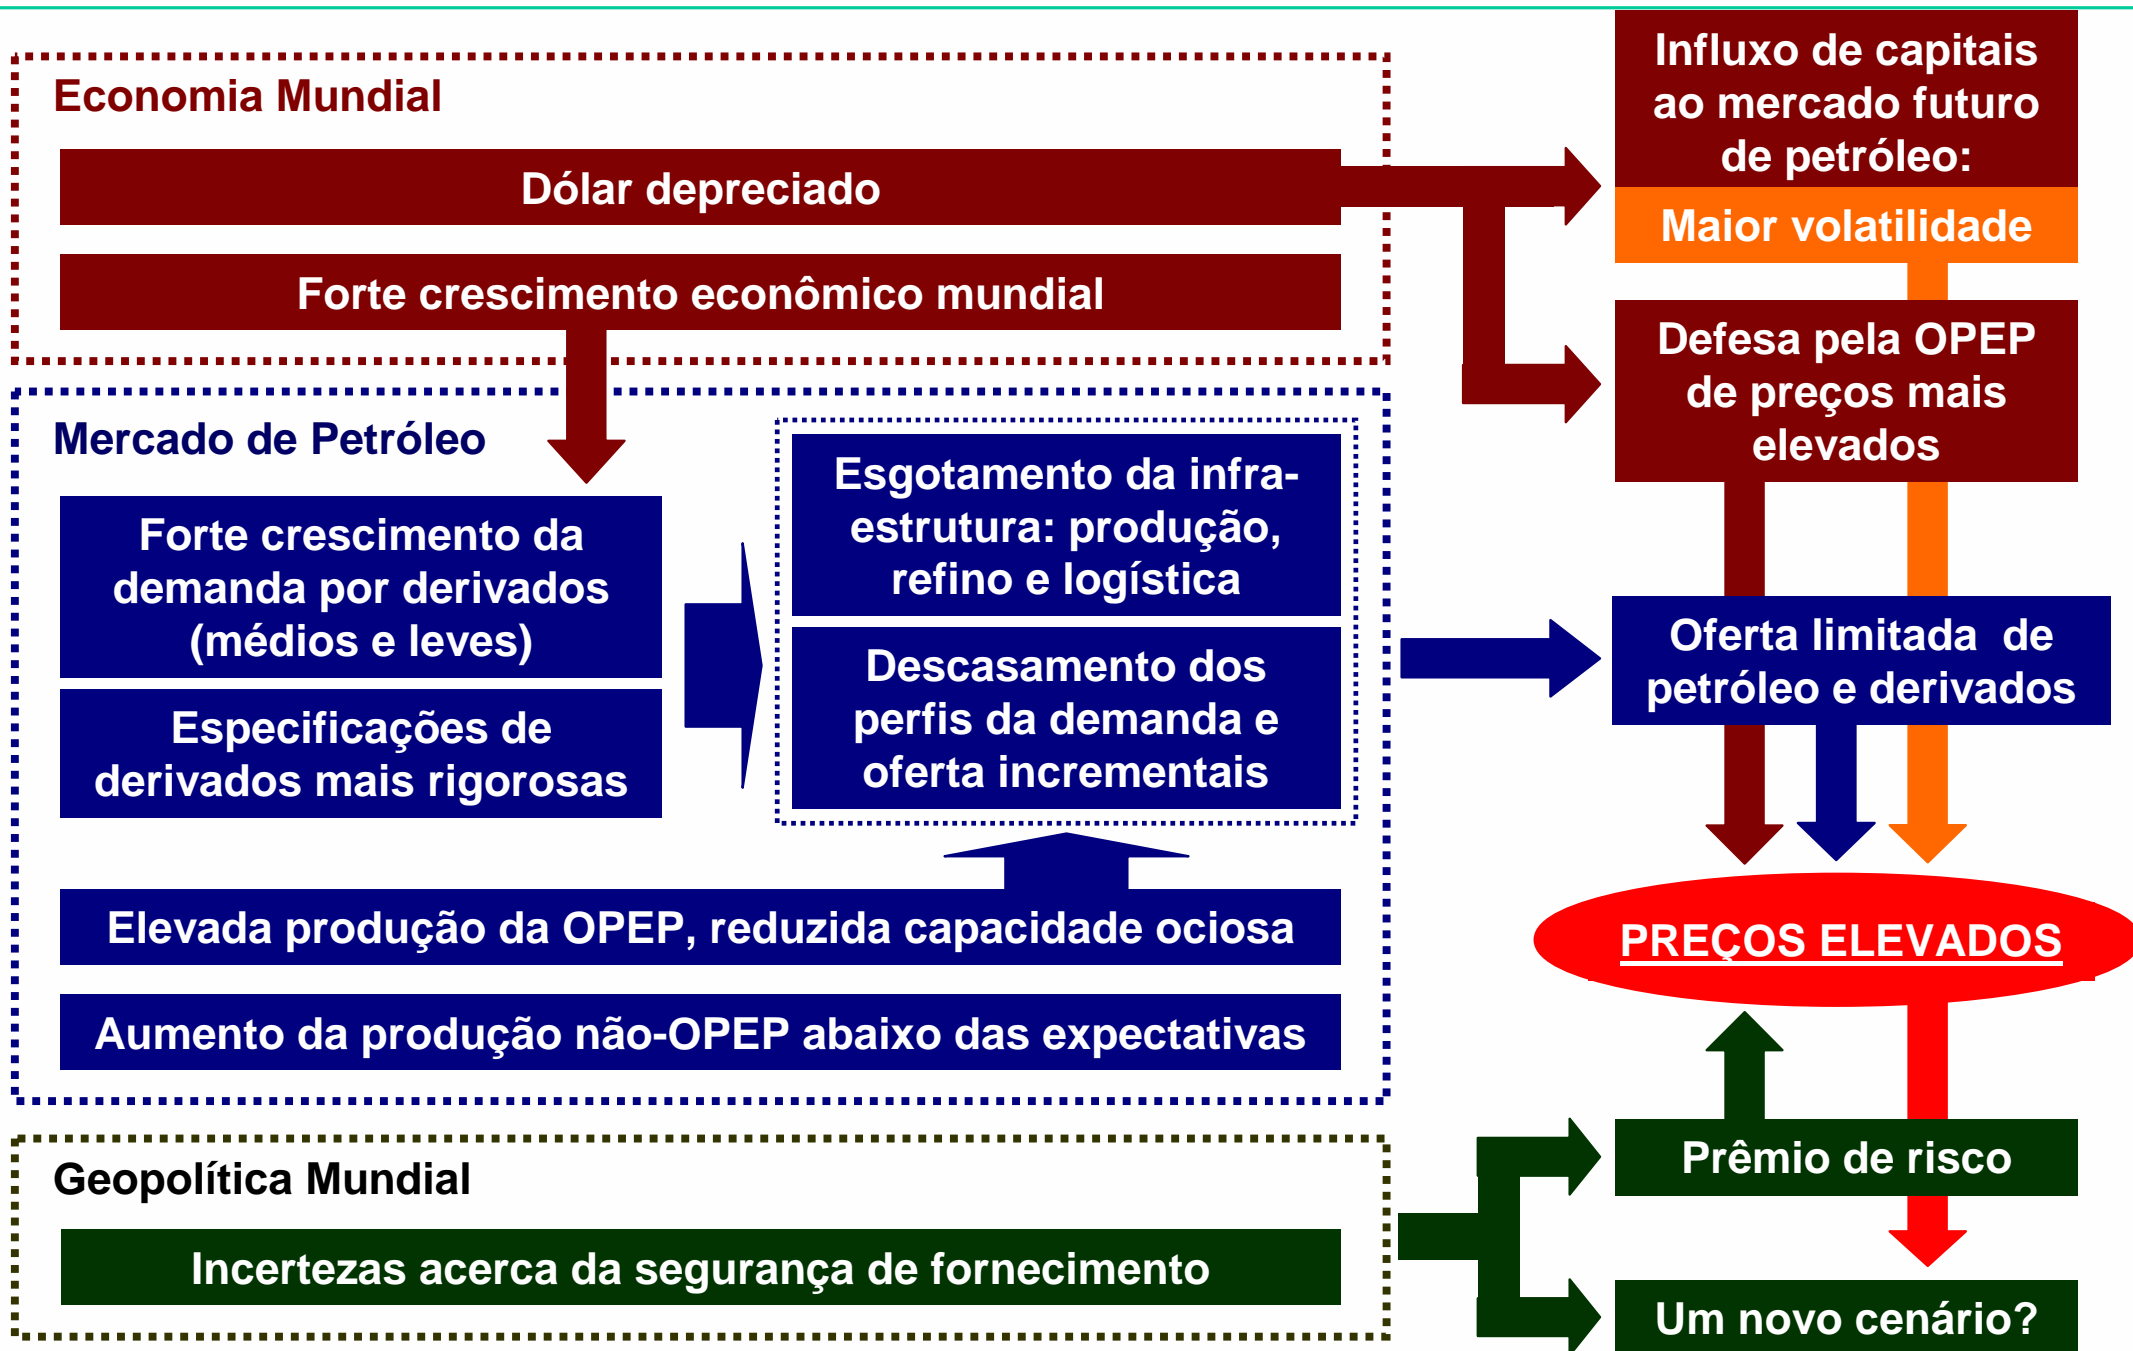 Economia Mundial
Dólar depreciado
Forte crescimento econômico mundial
Influxo de capitais
ao mercado futuro
de petróleo:
Maior volatilidade
Defesa pela OPEP
de preços mais
elevados
Mercado de Petróleo
Forte crescimento da
demanda por derivados
(médios e leves)
Especificações de
derivados mais rigorosas
Esgotamento da infra-
estrutura: produção,
refino e logística
Descasamento dos
perfis da demanda e
oferta incrementais
Oferta limitada de
petróleo e derivados
Elevada produção da OPEP, reduzida capacidade ociosa
Aumento da produção não-OPEP abaixo das expectativas
PREÇOS ELEVADOS
Geopolítica Mundial
Incertezas acerca da segurança de fornecimento
Prêmio de risco
Um novo cenário?